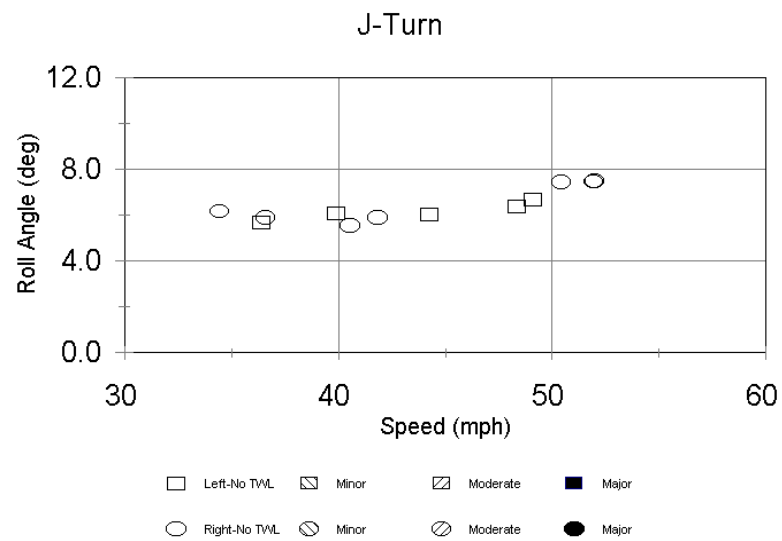 J-Turn
12.0
8.0
4.0
0.0
Roll Angle (deg)
30 40 50 60
Speed (mph)
Left-No TWL Minor Moderate Major
Right-No TWL Minor Moderate Major